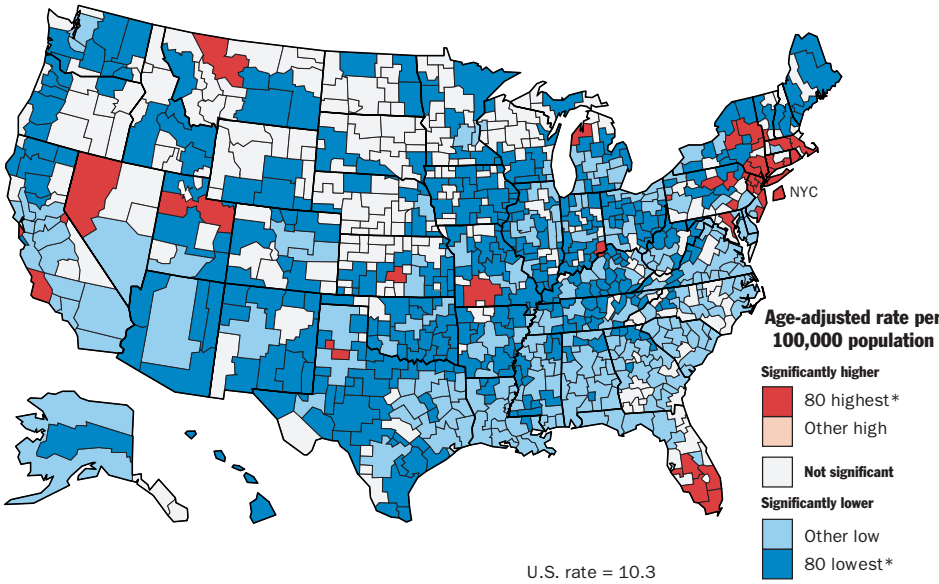 NYC
Age-adjusted rate per
100,000 population
Significantly higher
80 highest*
Other high
Not significant
Significantly lower
Other low
80 lowest*
U.S. rate = 10.3